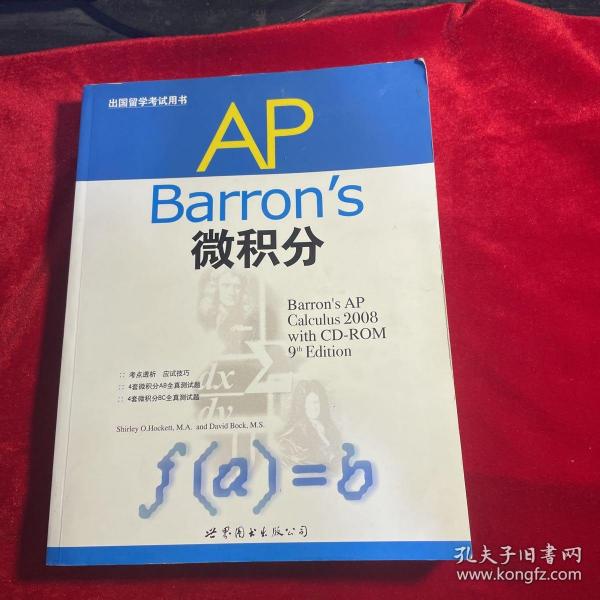 出国留学考试用书
AP
Barron's
微积分
Barron's AP
Calculus 2008
with CD-ROM
9th Edition
:: 考点透析 应试技巧
:: 4套微积分AB全真测试题
:: 4套微积分BC全真测试题
dx
dy
Shirley O.Hockett, M.A. and David Bock, M.S.
f(a)=b
世界图书出版公司
孔夫子旧书网
www.kongfz.com